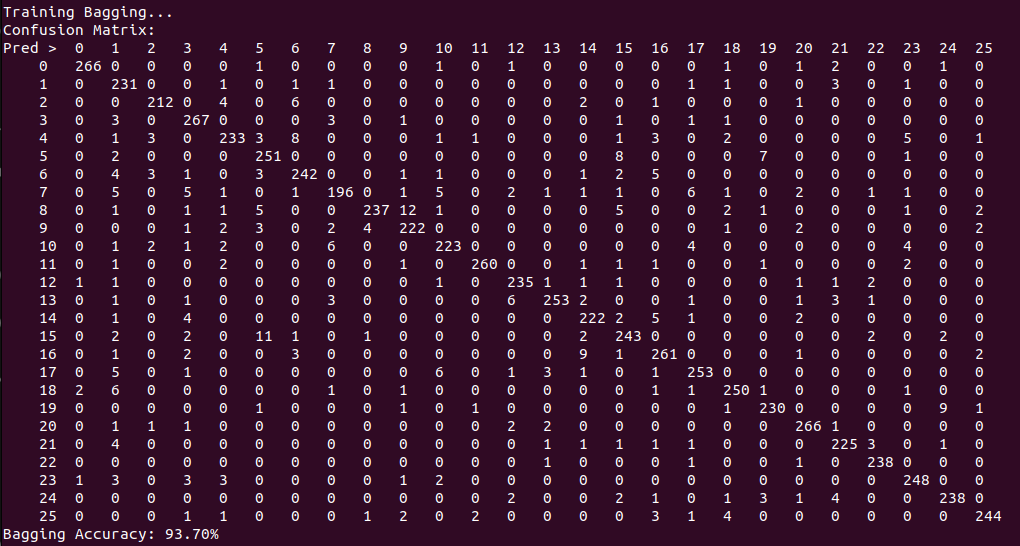 Training Bagging...
Confusion Matrix:
Pred >  0   1   2   3   4   5   6   7   8   9   10  11  12  13  14  15  16  17  18  19  20  21  22  23  24  25
    0   266 0   0   0   0   1   0   0   0   0   1   0   1   0   0   0   0   0   1   0   1   2   0   0   1   0
    1   0   231 0   0   1   0   1   1   0   0   0   0   0   0   0   0   0   1   1   0   0   3   0   1   0   0
    2   0   0   212 0   4   0   6   0   0   0   0   0   0   0   2   0   1   0   0   0   1   0   0   0   0   0
    3   0   3   0   267 0   0   0   3   0   1   0   0   0   0   0   1   0   1   1   0   0   0   0   0   0   0
    4   0   1   3   0   233 3   8   0   0   0   1   1   0   0   0   1   3   0   2   0   0   0   0   5   0   1
    5   0   2   0   0   0   251 0   0   0   0   0   0   0   0   0   8   0   0   0   7   0   0   0   1   0   0
    6   0   4   3   1   0   3   242 0   0   1   1   0   0   0   1   2   5   0   0   0   0   0   0   0   0   0
    7   0   5   0   5   1   0   1   196 0   1   5   0   2   1   1   1   0   6   1   0   2   0   1   1   0   0
    8   0   1   0   1   1   5   0   0   237 12  1   0   0   0   0   5   0   0   2   1   0   0   0   1   0   2
    9   0   0   0   1   2   3   0   2   4   222 0   0   0   0   0   0   0   0   1   0   2   0   0   0   0   2
    10  0   1   2   1   2   0   0   6   0   0   223 0   0   0   0   0   0   4   0   0   0   0   0   4   0   0
    11  0   1   0   0   2   0   0   0   0   1   0   260 0   0   1   1   1   0   0   1   0   0   0   2   0   0
    12  1   1   0   0   0   0   0   0   0   0   1   0   235 1   1   1   0   0   0   0   1   1   2   0   0   0
    13  0   1   0   1   0   0   0   3   0   0   0   0   6   253 2   0   0   1   0   0   1   3   1   0   0   0
    14  0   1   0   4   0   0   0   0   0   0   0   0   0   0   222 2   5   1   0   0   2   0   0   0   0   0
    15  0   2   0   2   0   11  1   0   1   0   0   0   0   0   2   243 0   0   0   0   0   0   2   0   2   0
    16  0   1   0   2   0   0   3   0   0   0   0   0   0   0   9   1   261 0   0   0   1   0   0   0   0   2
    17  0   5   0   1   0   0   0   0   0   0   6   0   1   3   1   0   1   253 0   0   0   0   0   0   0   0
    18  2   6   0   0   0   0   0   1   0   1   0   0   0   0   0   0   1   1   250 1   0   0   0   1   0   0
    19  0   0   0   0   0   1   0   0   0   1   0   1   0   0   0   0   0   0   1   230 0   0   0   0   9   1
    20  0   1   1   1   0   0   0   0   0   0   0   0   2   2   0   0   0   0   0   0   266 1   0   0   0   0
    21  0   4   0   0   0   0   0   0   0   0   0   0   0   1   1   1   1   1   0   0   0   225 3   0   1   0
    22  0   0   0   0   0   0   0   0   0   0   0   0   0   1   0   0   0   1   0   0   1   0   238 0   0   0
    23  1   3   0   3   3   0   0   0   0   1   2   0   0   0   0   0   0   0   0   0   0   0   0   248 0   0
    24  0   0   0   0   0   0   0   0   0   0   0   0   2   0   0   2   1   0   1   3   1   4   0   0   238 0
    25  0   0   0   1   1   0   0   0   1   2   0   2   0   0   0   0   3   1   4   0   0   0   0   0   0   244
Bagging Accuracy: 93.70%